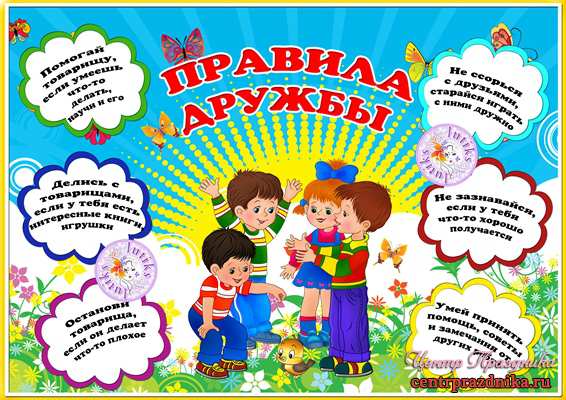 ПРАВИЛА
ДРУЖБЫ
Помогай
товарищу,
если умеешь
что-то
делать,
научи и его
Не ссорься
с друзьями,
старайся играть
с ними дружно
Делись с
товарищами,
если у тебя есть
интересные книги,
игрушки
Не зазнавайся,
если у тебя
что-то хорошо
получается
Останови
товарища,
если он делает
что-то плохое
Умей принять
помощь, советы
и замечания от
других
Центр Праздника
centrprazdnika.ru